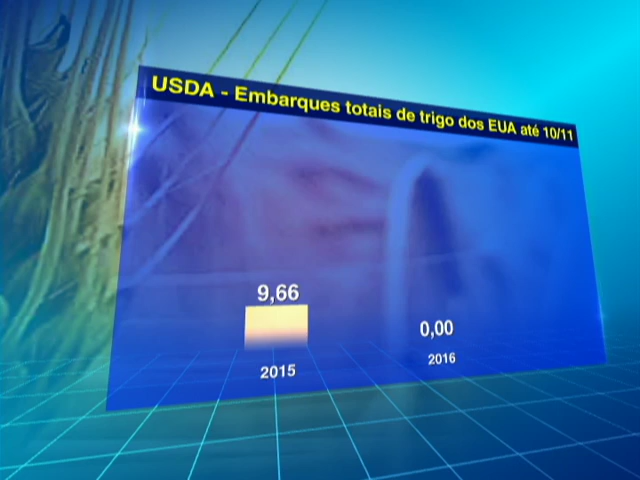 USDA - Embarques totais de trigo dos EUA até 10/11
9,66
0,00
2015
2016